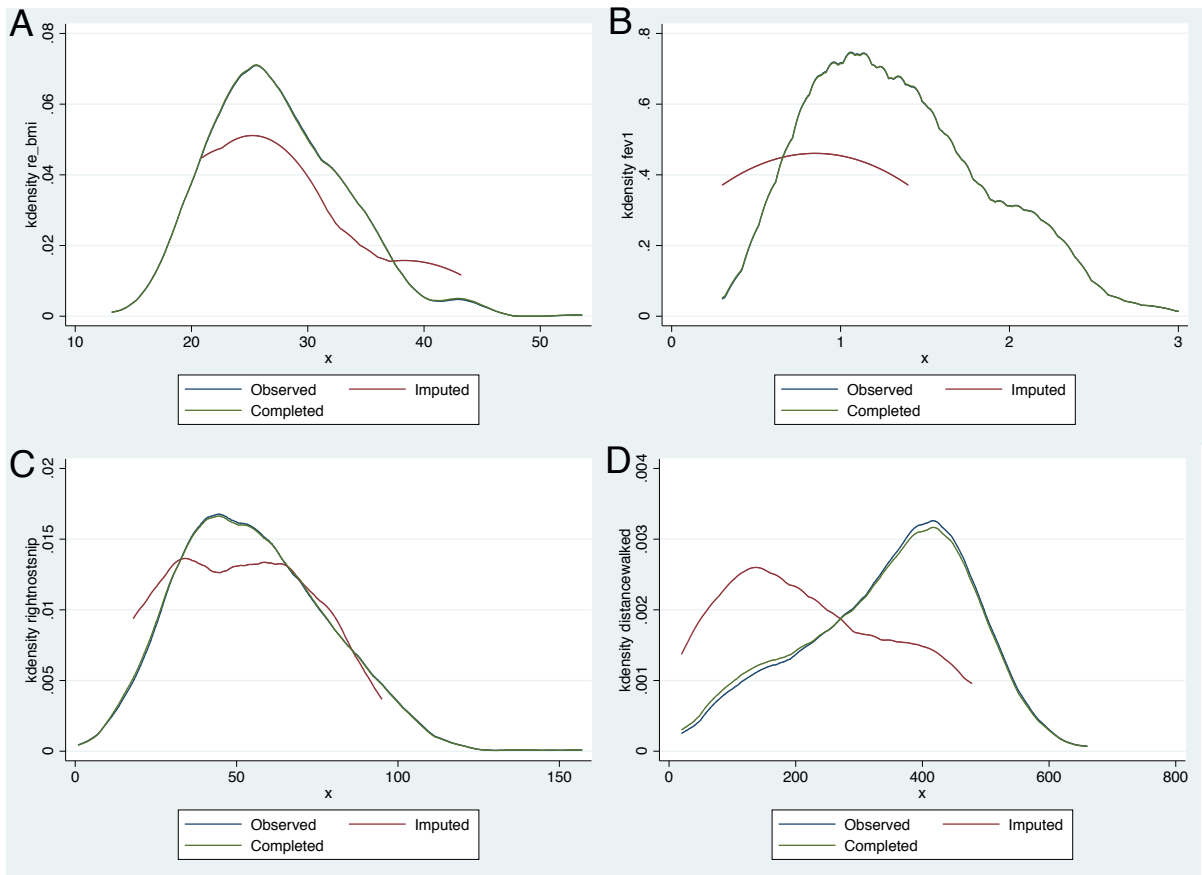 A
kdensity re_bmi
.08
.06
.04
.02
0
10 20 30 40 50
x
Observed Imputed
Completed
B
kdensity fev1
.8
.6
.4
.2
0
0 1 2 3
x
Observed Imputed
Completed
C
kdensity rightnostsnip
.02
.015
.01
.005
0
0 50 100 150
x
Observed Imputed
Completed
D
kdensity distancewalked
.004
.003
.002
.001
0
0 200 400 600 800
x
Observed Imputed
Completed